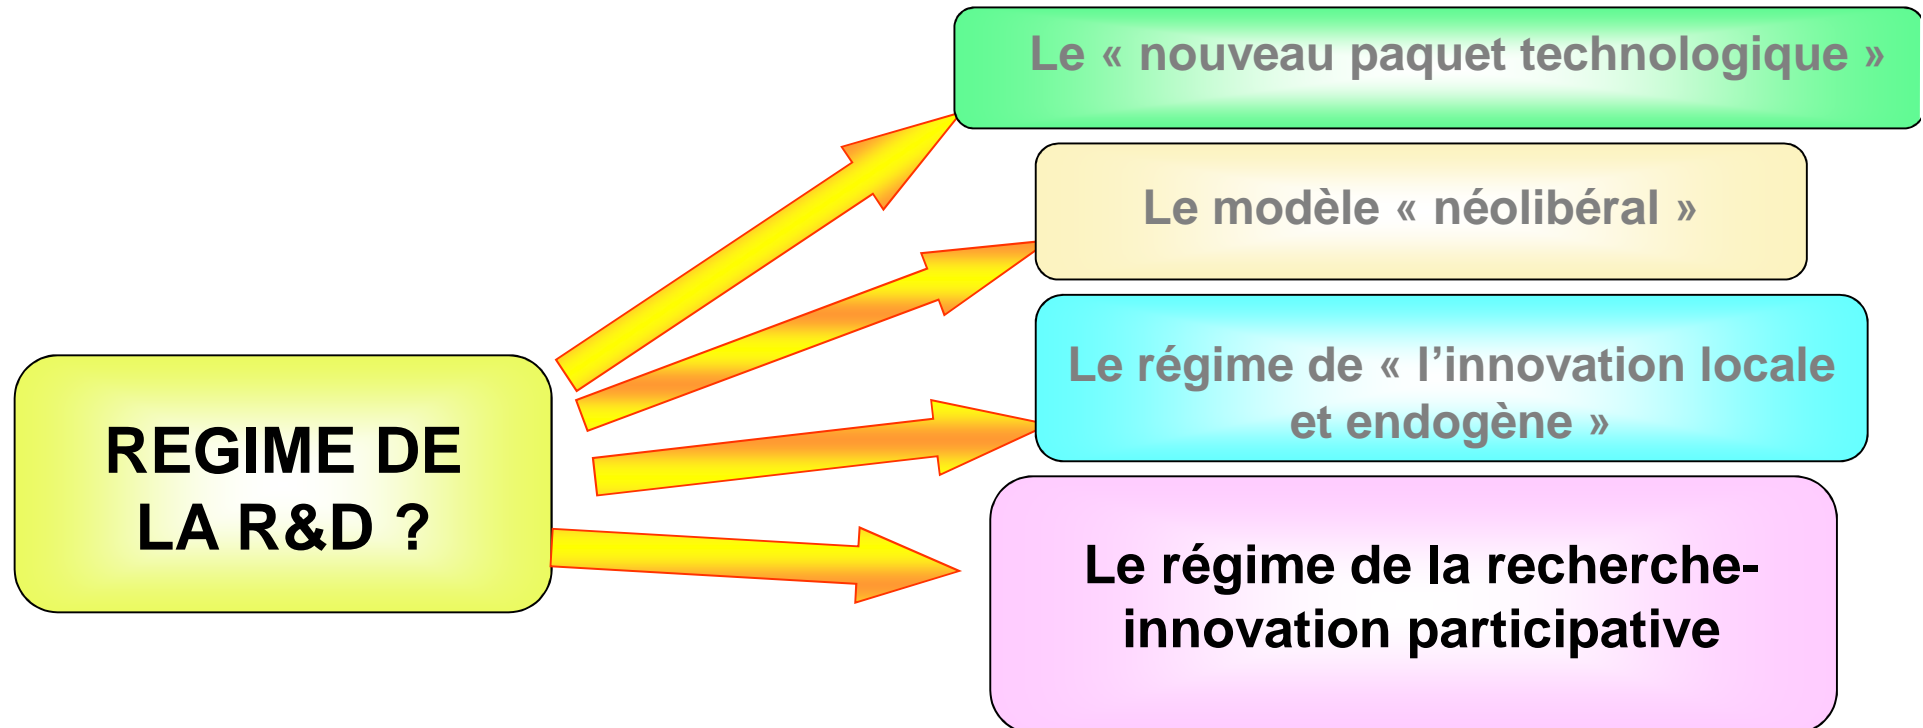 Le « nouveau paquet technologique »
Le modèle « néolibéral »
Le régime de « l’innovation locale
et endogène »
REGIME DE
LA R&D ?
Le régime de la recherche-
innovation participative